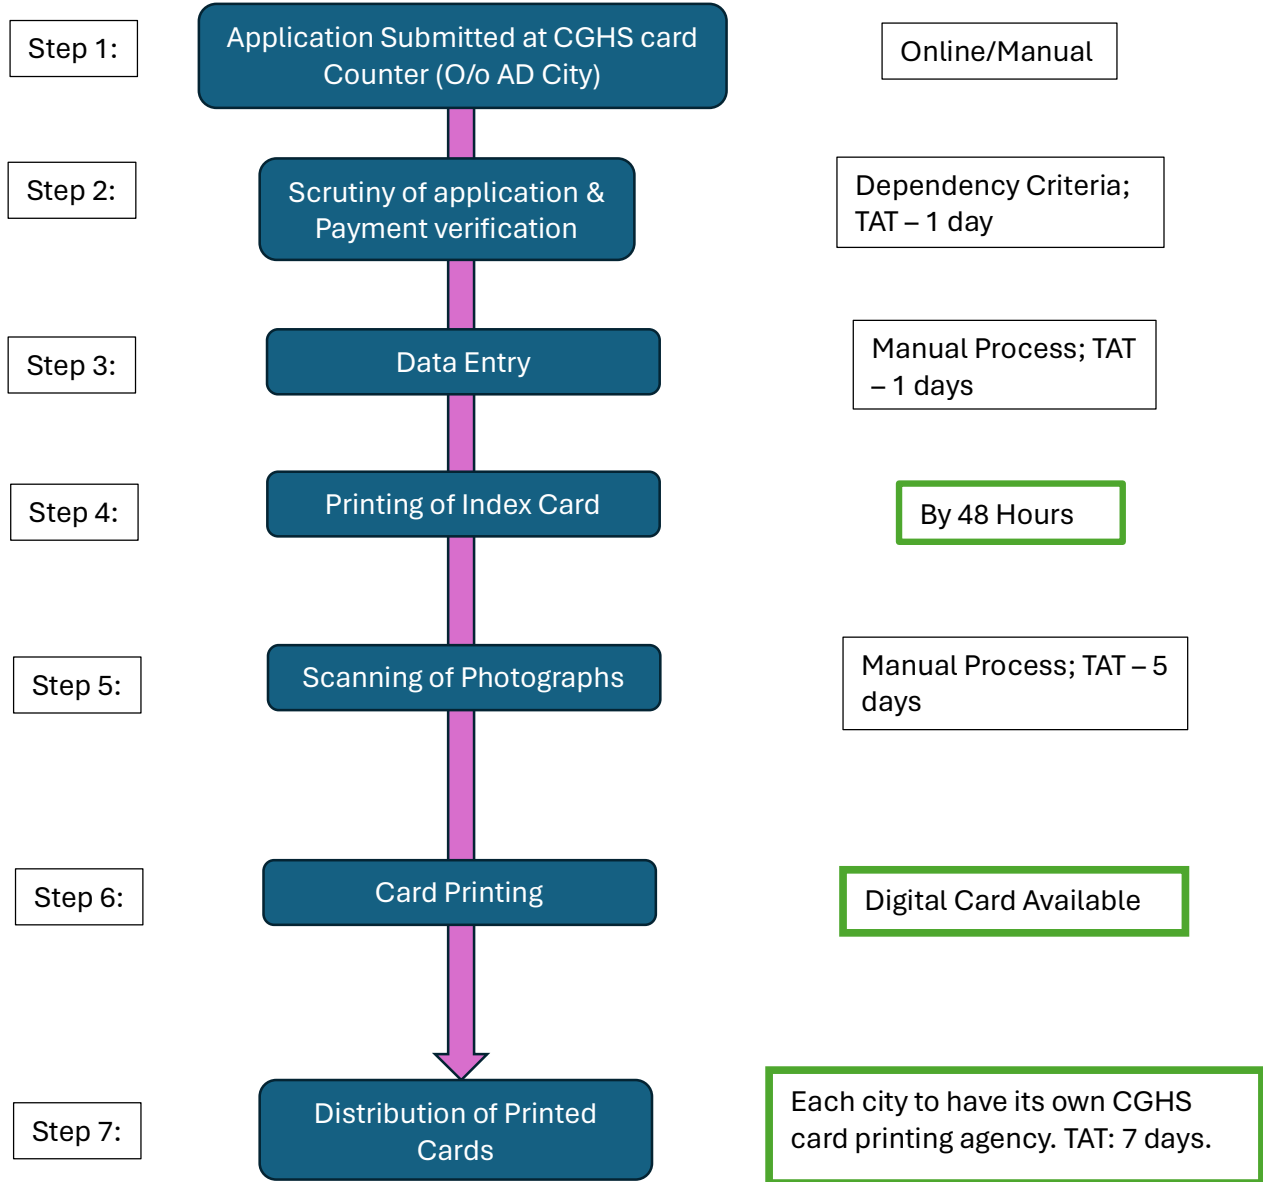 Step 1:
Application Submitted at CGHS card
Counter (O/o AD City)
Online/Manual
Step 2:
Scrutiny of application &
Payment verification
Dependency Criteria;
TAT – 1 day
Step 3:
Data Entry
Manual Process; TAT
– 1 days
Step 4:
Printing of Index Card
By 48 Hours
Step 5:
Scanning of Photographs
Manual Process; TAT – 5
days
Step 6:
Card Printing
Digital Card Available
Step 7:
Distribution of Printed
Cards
Each city to have its own CGHS
card printing agency. TAT: 7 days.